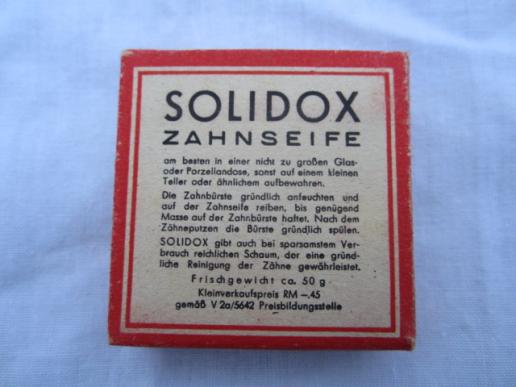 SOLIDOX
ZAHNSEIFE
am besten in einer nicht zu großen Glas-
oder Porzellandose, sonst auf einem kleinen
Teller oder ähnlichem aufbewahren.
Die Zahnbürste gründlich anfeuchten und
auf der Zahnseife reiben, bis genügend
Masse auf der Zahnbürste haftet. Nach dem
Zähneputzen die Bürste gründlich spülen.
SOLIDOX gibt auch bei sparsamstem Ver-
brauch reichlichen Schaum, der eine gründ-
liche Reinigung der Zähne gewährleistet.
Frischgewicht ca. 50 g
Kleinverkaufspreis RM –.45
gemäß V 2a/5642 Preisbildungsstelle